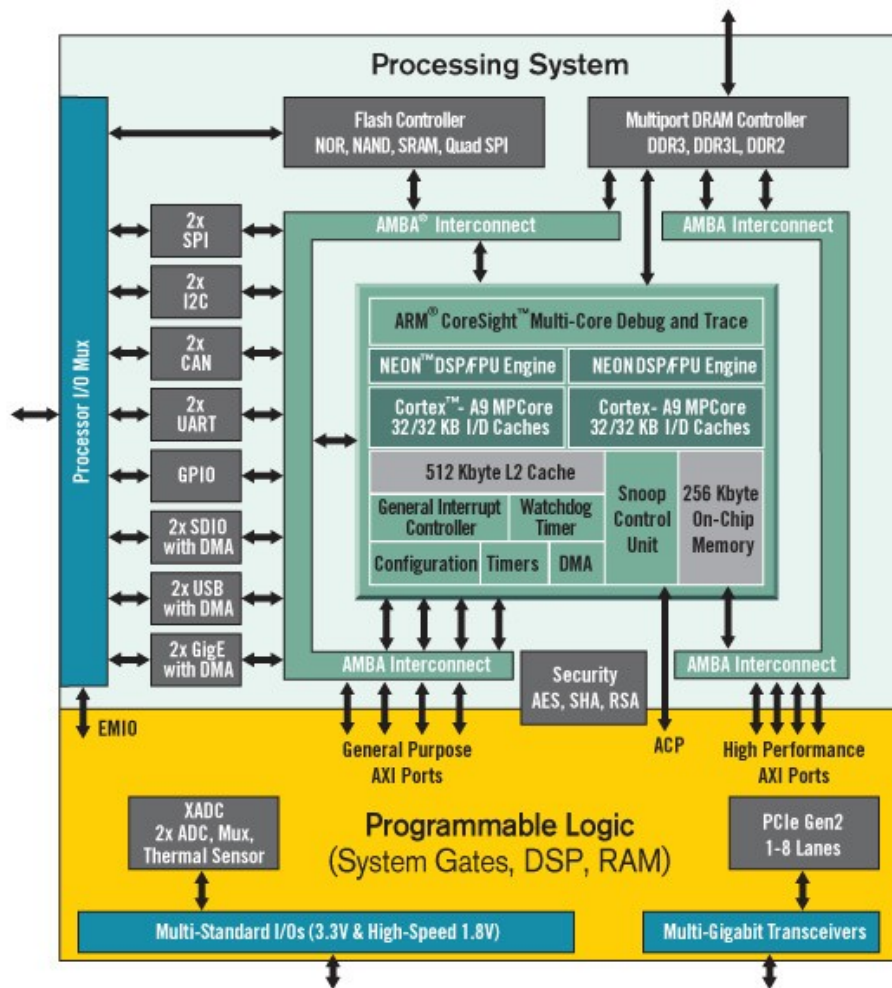 Processing System
Flash Controller
NOR, NAND, SRAM, Quad SPI
Multiport DRAM Controller
DDR3, DDR3L, DDR2
AMBA® Interconnect
AMBA Interconnect
Processor I/O Mux
2x
SPI
2x
I2C
2x
CAN
2x
UART
GPIO
2x SDIO
with DMA
2x USB
with DMA
2x GigE
with DMA
ARM® CoreSight™ Multi-Core Debug and Trace
NEON™ DSP/FPU Engine
NEON DSP/FPU Engine
Cortex™- A9 MPCore
32/32 KB I/D Caches
Cortex- A9 MPCore
32/32 KB I/D Caches
512 Kbyte L2 Cache
General Interrupt
Controller
Watchdog
Timer
Configuration
Timers
DMA
Snoop
Control
Unit
256 Kbyte
On-Chip
Memory
AMBA Interconnect
Security
AES, SHA, RSA
AMBA Interconnect
EMIO
General Purpose
AXI Ports
ACP
High Performance
AXI Ports
XADC
2x ADC, Mux,
Thermal Sensor
Programmable Logic
(System Gates, DSP, RAM)
PCIe Gen2
1-8 Lanes
Multi-Standard I/Os (3.3V & High-Speed 1.8V)
Multi-Gigabit Transceivers